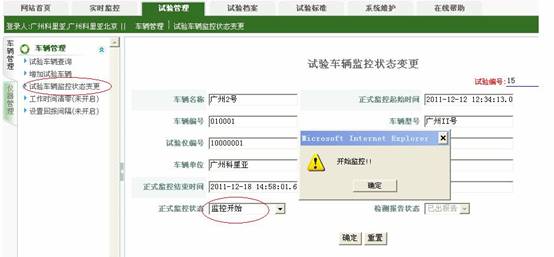 网站首页 实时监控 试验管理 试验档案 试验标准 系统维护 在线帮助
登录人:广州科里亚,广州科里亚北京 || 车辆管理 试验车辆监控状态变更
车辆管理
仪器管理
车辆管理
试验车辆查询
增加试验车辆
试验车辆监控状态变更
工作时间清零(未开启)
设置回报间隔(未开启)
试验车辆监控状态变更
试验编号: 15
车辆名称 广州2号 正式监控起始时间 2011-12-12 12:34:13.0
车辆编号 010001 车辆型号 广州II号
试验仪编号 10000001
车辆单位 广州科里亚
正式监控结束时间 2011-12-18 14:58:01.6
正式监控状态 监控开始 检测报告状态 已出报告
确定 重置
Microsoft Internet Explorer
开始监控!!
确定